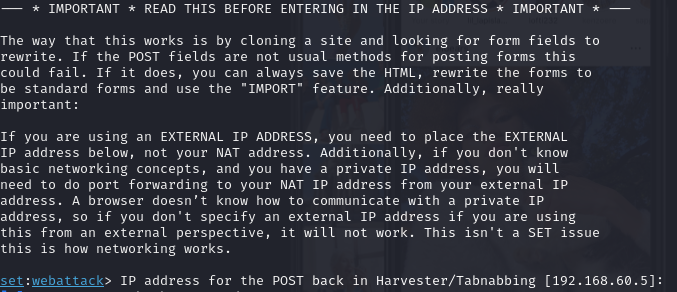 --- * IMPORTANT * READ THIS BEFORE ENTERING IN THE IP ADDRESS * IMPORTANT * ---
The way that this works is by cloning a site and looking for form fields to
rewrite. If the POST fields are not usual methods for posting forms this
could fail. If it does, you can always save the HTML, rewrite the forms to
be standard forms and use the "IMPORT" feature. Additionally, really
important:
If you are using an EXTERNAL IP ADDRESS, you need to place the EXTERNAL
IP address below, not your NAT address. Additionally, if you don't know
basic networking concepts, and you have a private IP address, you will
need to do port forwarding to your NAT IP address from your external IP
address. A browser doesn’t know how to communicate with a private IP
address, so if you don't specify an external IP address if you are using
this from an external perspective, it will not work. This isn't a SET issue
this is how networking works.
set:webattack> IP address for the POST back in Harvester/Tabnabbing [192.168.60.5]: